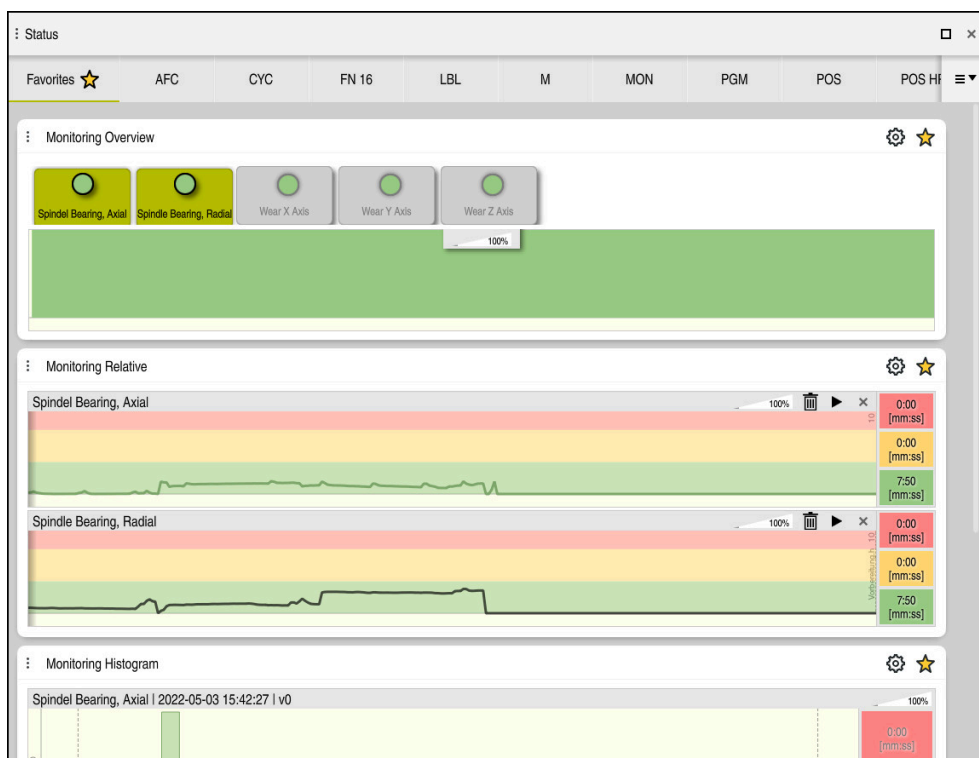 Status
Favorites AFC CYC FN 16 LBL M MON PGM POS POS HF
Monitoring Overview
Spindel Bearing, Axial Spindle Bearing, Radial Wear X Axis Wear Y Axis Wear Z Axis
100%
Monitoring Relative
Spindel Bearing, Axial 100% 0:00
10 [mm:ss]
0:00
[mm:ss]
7:50
[mm:ss]
Spindle Bearing, Radial 100% 0:00
Vorbereitung.h 10 [mm:ss]
0:00
[mm:ss]
7:50
[mm:ss]
Monitoring Histogram
Spindel Bearing, Axial | 2022-05-03 15:42:27 | v0 100%
0:00
[mm:ss]